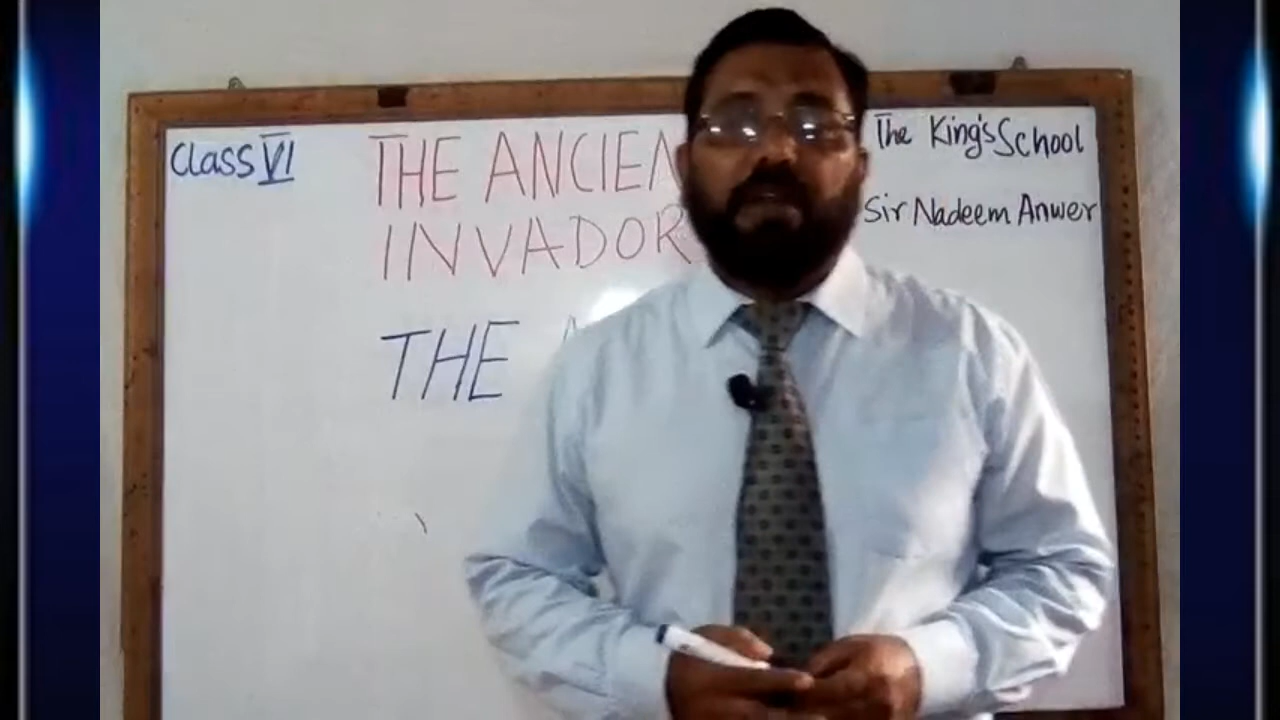 Class VI
THE ANCIEN
INVADOR
THE
The King's School
Sir Nadeem Anwer